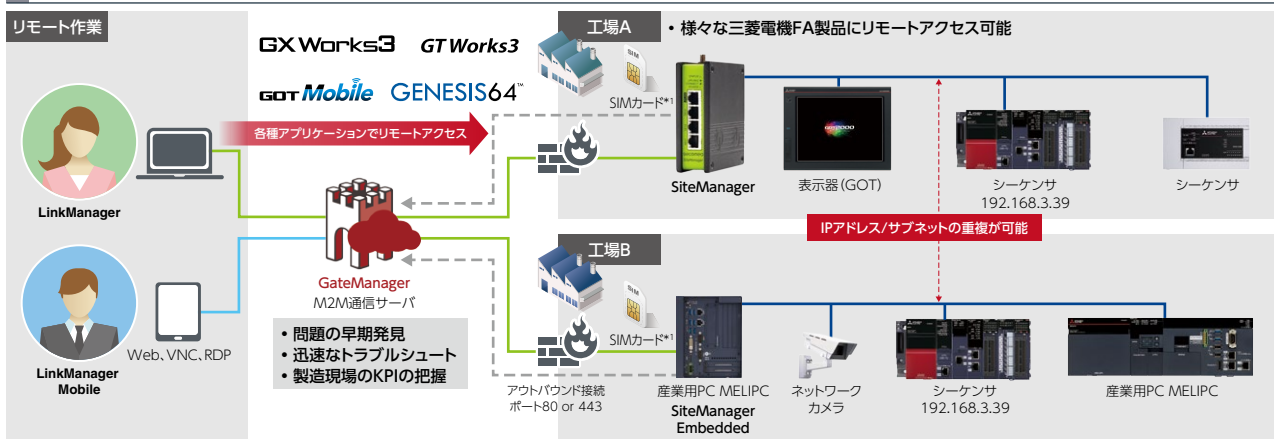 リモート作業
GX Works3
GT Works3
GOT Mobile
GENESIS64™
各種アプリケーションでリモートアクセス
LinkManager
LinkManager
Mobile
Web、VNC、RDP
GateManager
M2M通信サーバ
・問題の早期発見
・迅速なトラブルシュート
・製造現場のKPIの把握
工場A
・様々な三菱電機FA製品にリモートアクセス可能
SIM
SIMカード*1
SiteManager
表示器(GOT)
シーケンサ
192.168.3.39
シーケンサ
IPアドレス/サブネットの重複が可能
工場B
SIM
SIMカード*1
アウトバウンド接続
ポート80 or 443
産業用PC MELIPC
SiteManager
Embedded
ネットワーク
カメラ
シーケンサ
192.168.3.39
産業用PC MELIPC